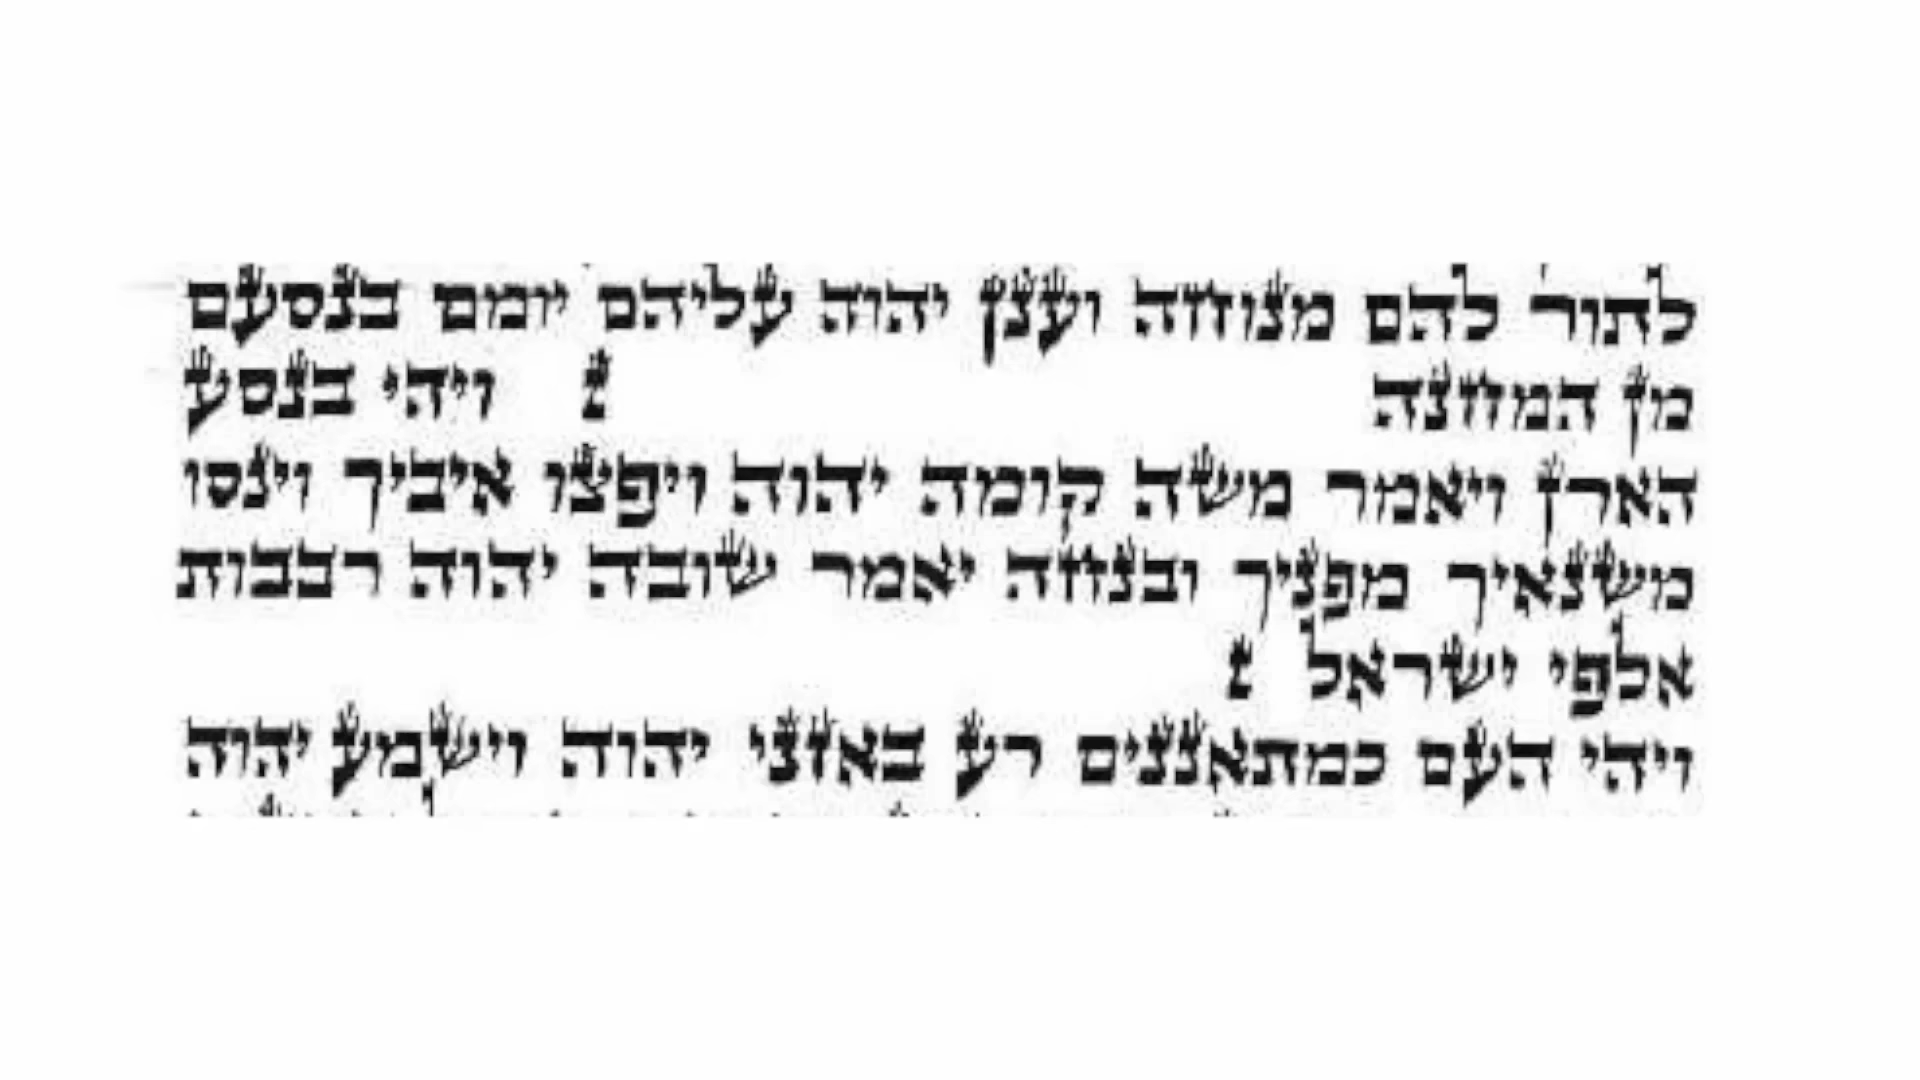 לתור להם מנוחה וענן יהוה עליהם יומם בנסעם
מן המחנה ׆ ויהי בנסע
הארן ויאמר משה קומה יהוה ויפצו איביך וינסו
משנאיך מפניך ובנחה יאמר שובה יהוה רבבות
אלפי ישראל ׆
ויהי העם כמתאננים רע באזני יהוה וישמע יהוה